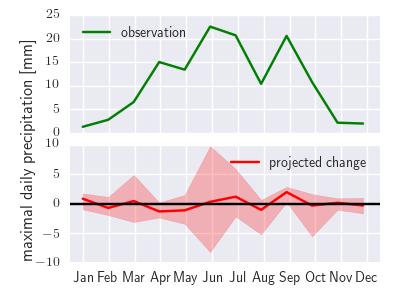 maximal daily precipitation [mm]
25
20
15
10
5
0
observation
10
5
0
−5
−10
projected change
Jan Feb Mar Apr May Jun Jul Aug Sep Oct Nov Dec